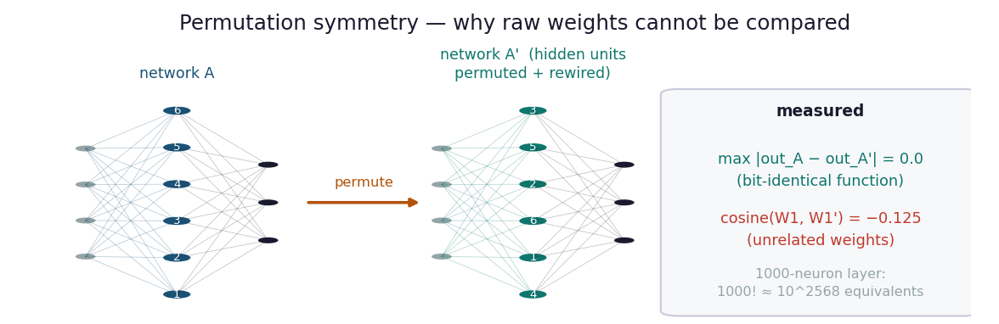 Permutation symmetry — why raw weights cannot be compared
network A
network A'  (hidden units
permuted + rewired)
6
5
4
3
2
1
permute
3
5
2
6
1
4
measured
max |out_A − out_A'| = 0.0
(bit-identical function)
cosine(W1, W1') = −0.125
(unrelated weights)
1000-neuron layer:
1000! ≈ 10^2568 equivalents